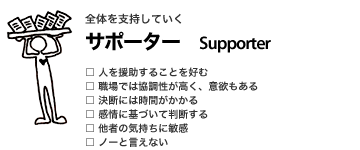 全体を支持していく
サポーター Supporter
□ 人を援助することを好む
□ 職場では協調性が高く、意欲もある
□ 決断には時間がかかる
□ 感情に基づいて判断する
□ 他者の気持ちに敏感
□ ノーと言えない